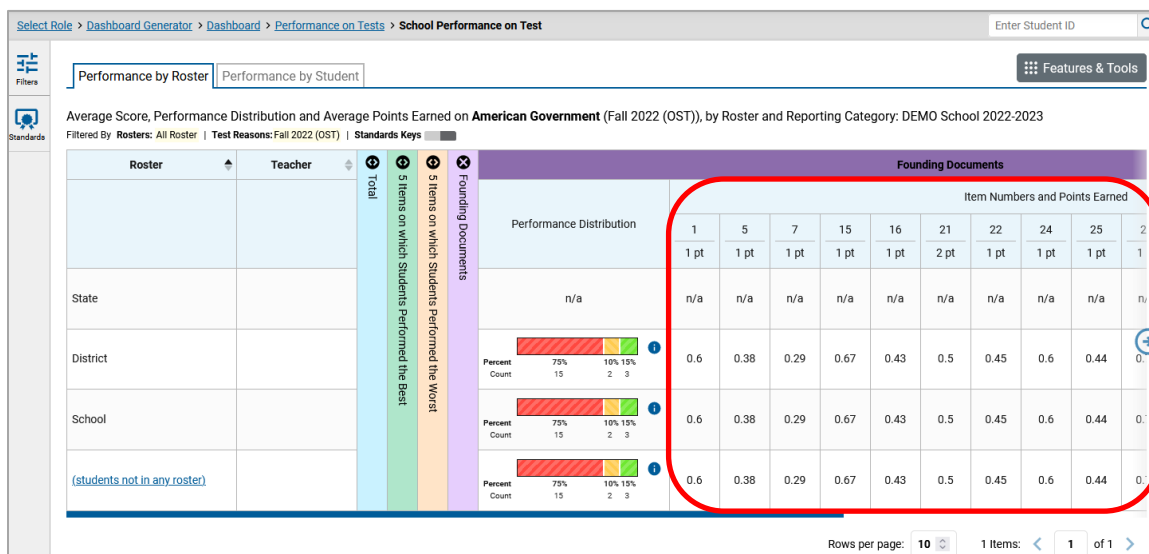 Select Role > Dashboard Generator > Dashboard > Performance on Tests > School Performance on Test
Enter Student ID
Filters
Standards
Performance by Roster
Performance by Student
Features & Tools
Average Score, Performance Distribution and Average Points Earned on American Government (Fall 2022 (OST)), by Roster and Reporting Category: DEMO School 2022-2023
Filtered By Rosters: All Roster | Test Reasons: Fall 2022 (OST) | Standards Keys
Roster Teacher
Total
5 Items on which Students Performed the Best
5 Items on which Students Performed the Worst
Founding Documents
Founding Documents
Performance Distribution
Item Numbers and Points Earned
1 5 7 15 16 21 22 24 25 2
1 pt 1 pt 1 pt 1 pt 1 pt 2 pt 1 pt 1 pt 1 pt 1
State n/a n/a n/a n/a n/a n/a n/a n/a n/a n/a
District 0.6 0.38 0.29 0.67 0.43 0.5 0.45 0.6 0.44
Percent 75% 10% 15%
Count 15 2 3
School 0.6 0.38 0.29 0.67 0.43 0.5 0.45 0.6 0.44
Percent 75% 10% 15%
Count 15 2 3
(students not in any roster) 0.6 0.38 0.29 0.67 0.43 0.5 0.45 0.6 0.44
Percent 75% 10% 15%
Count 15 2 3
Rows per page: 10 1 Items: 1 of 1